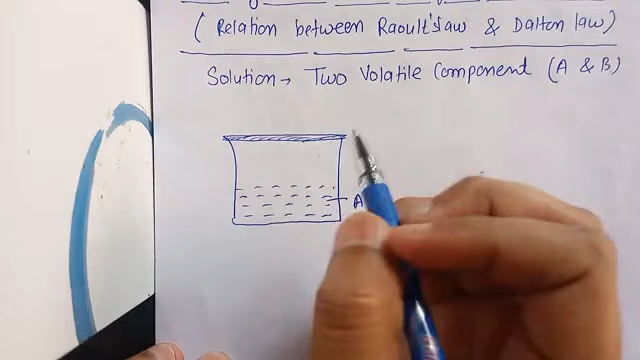 ( Relation between Raoult's law & Dalton law )
Solution → Two Volatile Component ( A & B )
A